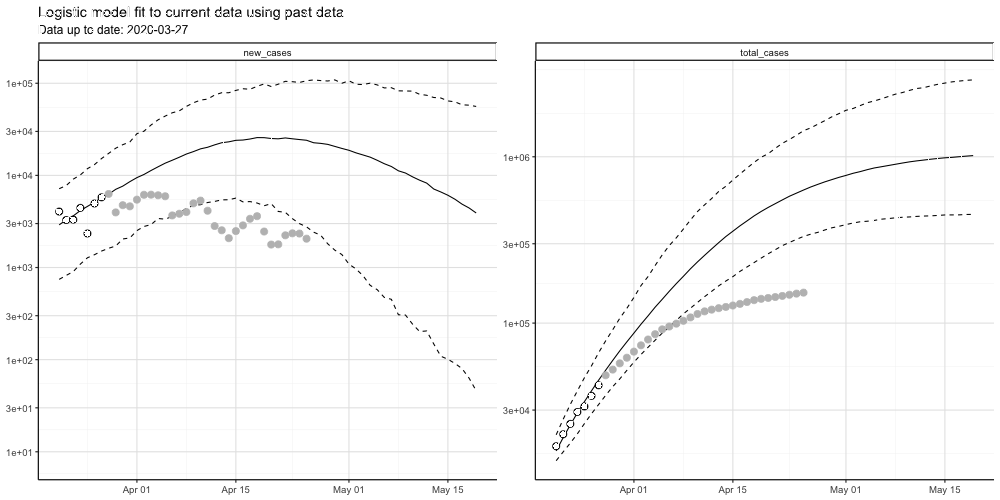 Logistic model fit to current data using past data
Data up to date: 2020-03-27
new_cases
total_cases
1e+05
3e+04
1e+04
3e+03
1e+03
3e+02
1e+02
3e+01
1e+01
Apr 01
Apr 15
May 01
May 15
1e+06
3e+05
1e+05
3e+04
Apr 01
Apr 15
May 01
May 15